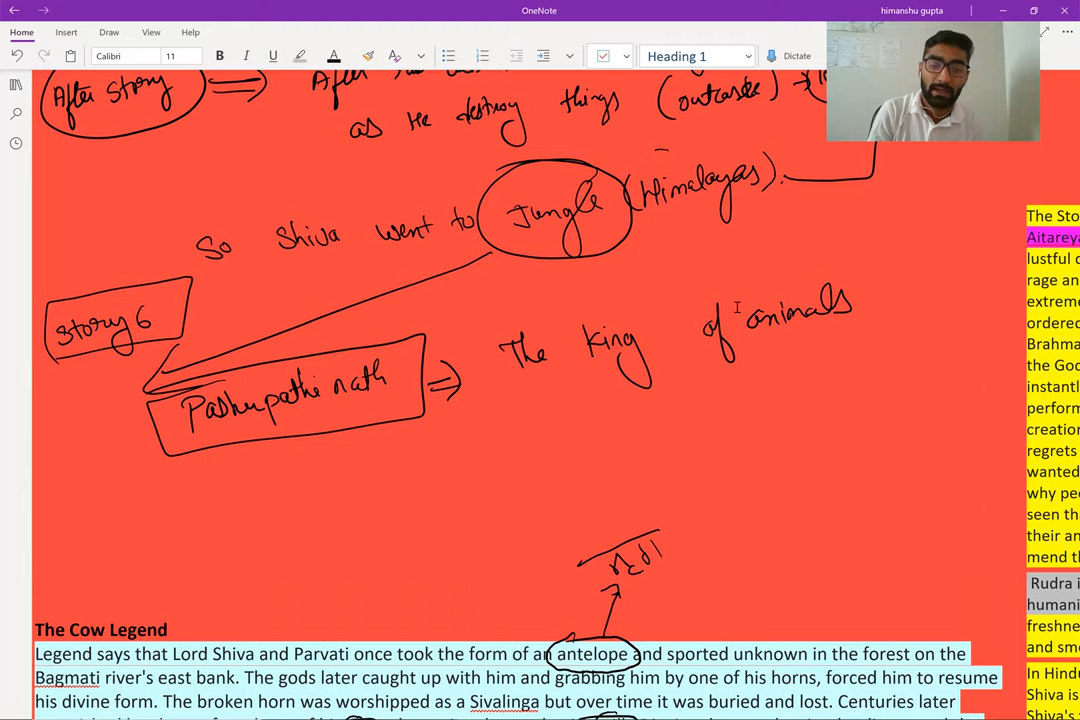 OneNote
himanshu gupta
Home Insert Draw View Help
Calibri 11 B I U A Heading 1 Dictate
After Story ⇒ After
as He destroy things (outcaste) →
So Shiva went to Jungle (Himalayas).
Story 6
Pashupathi nath ⇒ The King of animals
The Cow Legend
Legend says that Lord Shiva and Parvati once took the form of an antelope and sported unknown in the forest on the
Bagmati river's east bank. The gods later caught up with him and grabbing him by one of his horns, forced him to resume
his divine form. The broken horn was worshipped as a Sivalinga but over time it was buried and lost. Centuries later
The Sto
Aitareya
lustful
rage an
extreme
ordered
Brahma
the God
instantl
perform
creation
regrets
wanted
why pe
seen th
their an
mend th
Rudra i
humani
freshne
and sm
In Hind
Shiva is
Shiva's